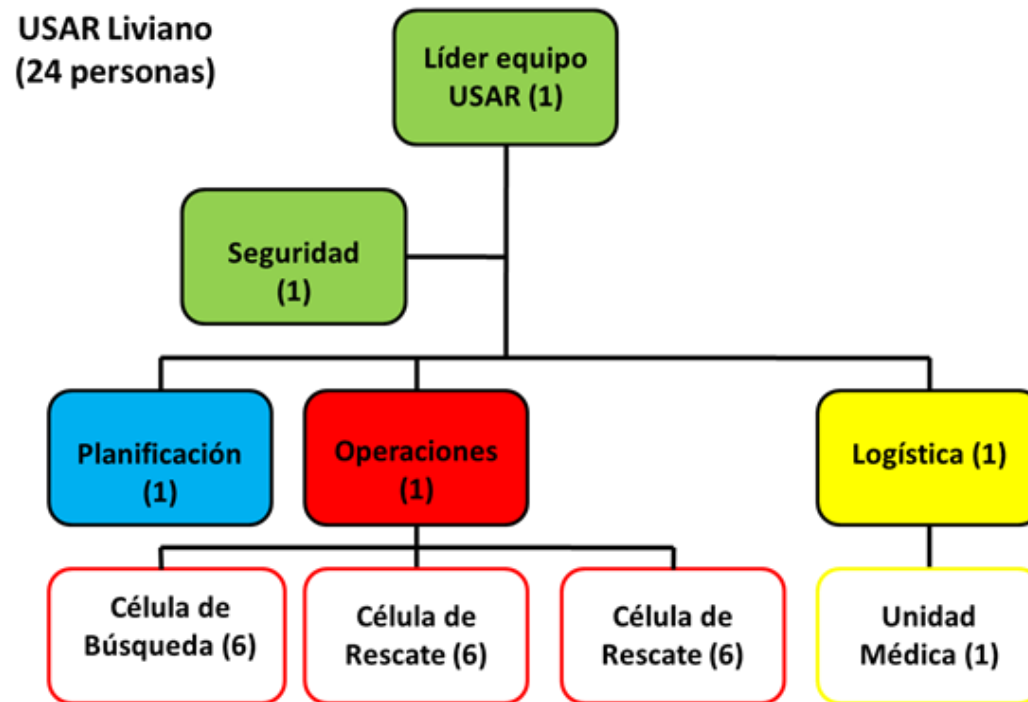 USAR Liviano
(24 personas)
Líder equipo
USAR (1)
Seguridad
(1)
Planificación
(1)
Operaciones
(1)
Logística (1)
Célula de
Búsqueda (6)
Célula de
Rescate (6)
Célula de
Rescate (6)
Unidad
Médica (1)